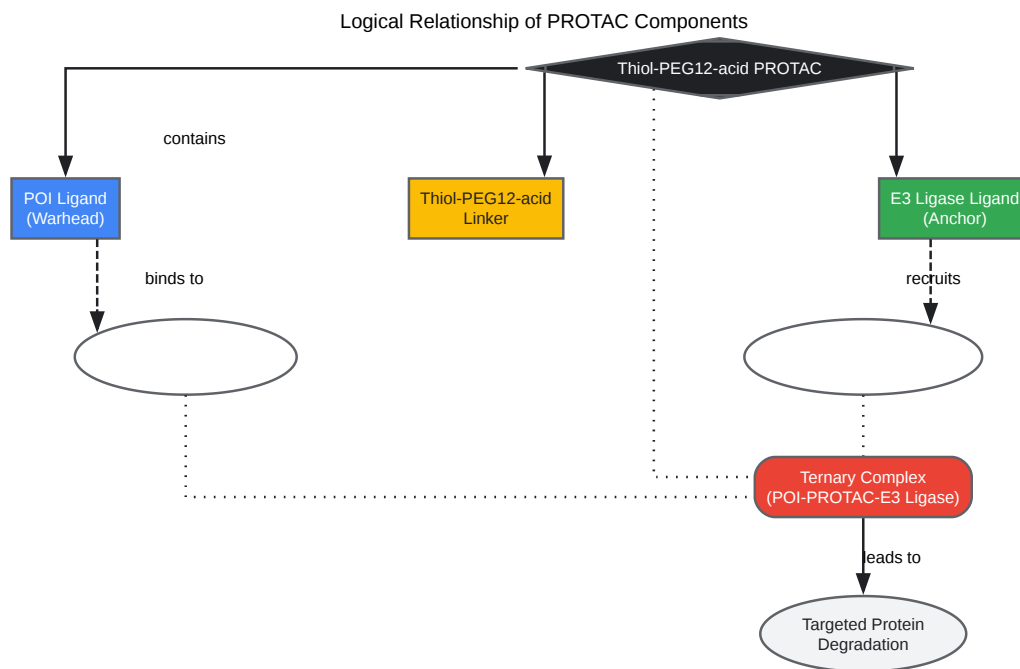 Logical Relationship of PROTAC Components
Thiol-PEG12-acid PROTAC
contains
POI Ligand
(Warhead)
Thiol-PEG12-acid
Linker
E3 Ligase Ligand
(Anchor)
binds to
recruits
Ternary Complex
(POI-PROTAC-E3 Ligase)
leads to
Targeted Protein
Degradation